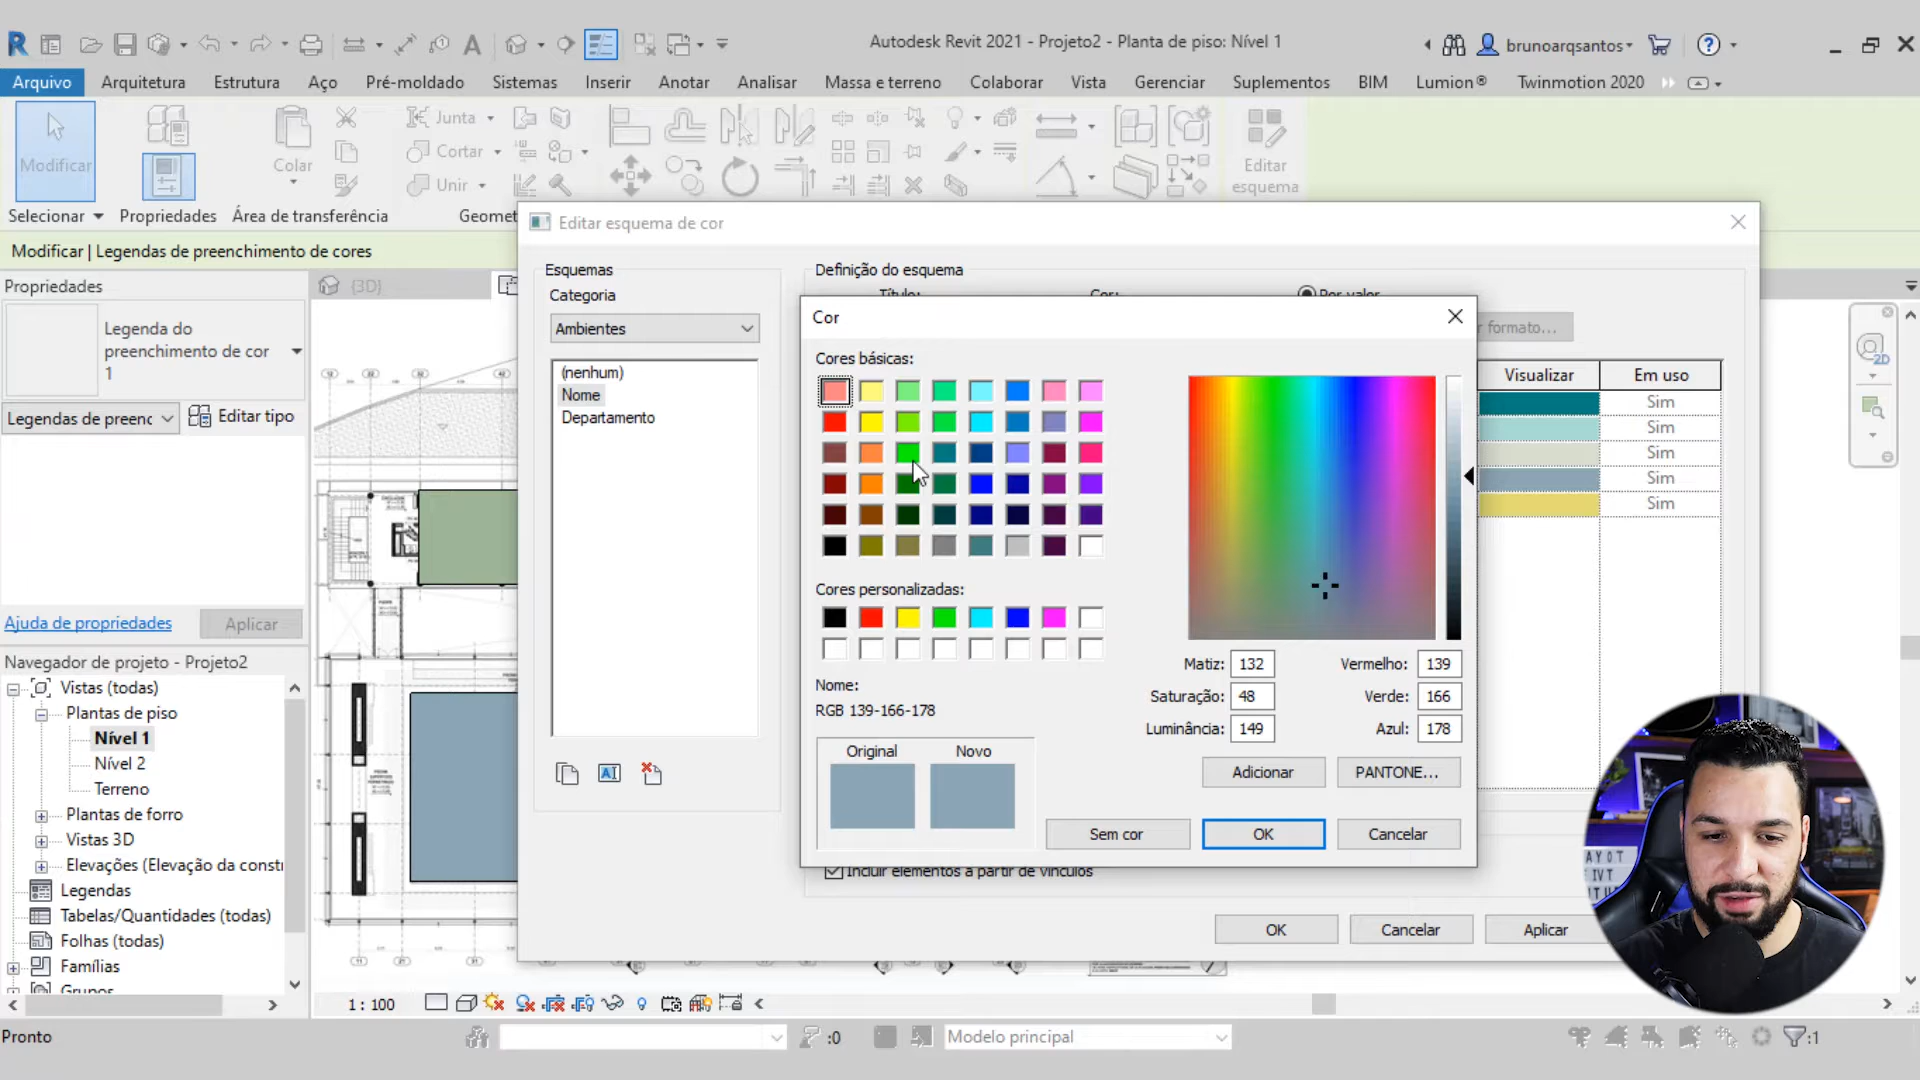 Autodesk Revit 2021 - Projeto2 - Planta de piso: Nível 1
brunoarqsantos
Arquivo Arquitetura Estrutura Aço Pré-moldado Sistemas Inserir Anotar Analisar Massa e terreno Colaborar Vista Gerenciar Suplementos BIM Lumion® Twinmotion 2020
Modificar
Colar
Junta
Cortar
Unir
Editar
esquema
Selecionar Propriedades Área de transferência Geomet
Modificar | Legendas de preenchimento de cores
Propriedades
Legenda do
preenchimento de cor
1
Legendas de preenc
Editar tipo
Ajuda de propriedades
Aplicar
Navegador de projeto - Projeto2
Vistas (todas)
Plantas de piso
Nível 1
Nível 2
Terreno
Plantas de forro
Vistas 3D
Elevações (Elevação da constr
Legendas
Tabelas/Quantidades (todas)
Folhas (todas)
Famílias
Grupos
{3D}
Editar esquema de cor
Esquemas
Categoria
Ambientes
(nenhum)
Nome
Departamento
Definição do esquema
Título:
Cor:
Por valor
r formato...
Visualizar
Em uso
Sim
Sim
Sim
Sim
Sim
Cor
Cores básicas:
Cores personalizadas:
Nome:
RGB 139-166-178
Original
Novo
Matiz: 132
Saturação: 48
Luminância: 149
Vermelho: 139
Verde: 166
Azul: 178
Adicionar
PANTONE...
Sem cor
OK
Cancelar
Incluir elementos a partir de vínculos
OK
Cancelar
Aplicar
1 : 100
Pronto
:0
Modelo principal
:1
2D